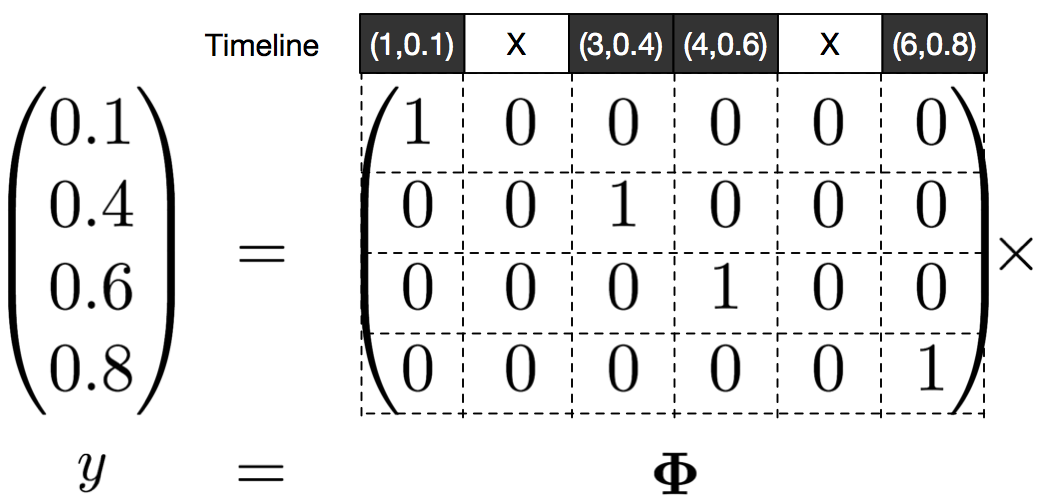 Timeline (1,0.1) X (3,0.4) (4,0.6) X (6,0.8)
0.1 1 0 0 0 0 0
0.4 0 0 1 0 0 0
= ×
0.6 0 0 0 1 0 0
0.8 0 0 0 0 0 1
y = Φ